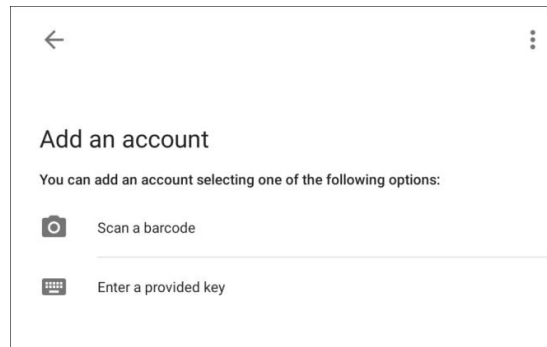 Add an account
You can add an account selecting one of the following options:
Scan a barcode
Enter a provided key